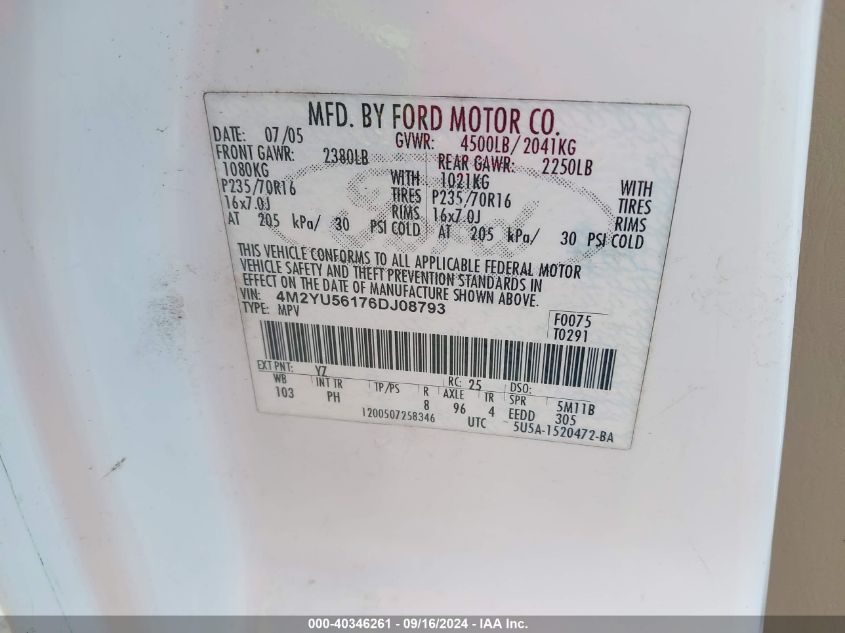 MFD. BY FORD MOTOR CO.
DATE: 07/05 GVWR: 4500LB/2041KG
FRONT GAWR: 2380LB REAR GAWR: 2250LB
1080KG WITH 1021KG WITH
P235/70R16 TIRES P235/70R16 TIRES
16x7.0J RIMS 16x7.0J RIMS
AT 205 kPa/ 30 PSI COLD AT 205 kPa/ 30 PSI COLD
THIS VEHICLE CONFORMS TO ALL APPLICABLE FEDERAL MOTOR
VEHICLE SAFETY AND THEFT PREVENTION STANDARDS IN
EFFECT ON THE DATE OF MANUFACTURE SHOWN ABOVE.
VIN: 4M2YU56176DJ08793
TYPE: MPV
F0075
T0291
EXT PNT: YZ RC: 25 DSO:
WB INT TR TP/PS R AXLE TR SPR 5M11B
103 PH 8 96 4 EEDD 305
1200507258346 UTC 5U5A-1520472-BA
000-40346261 - 09/16/2024 - IAA Inc.